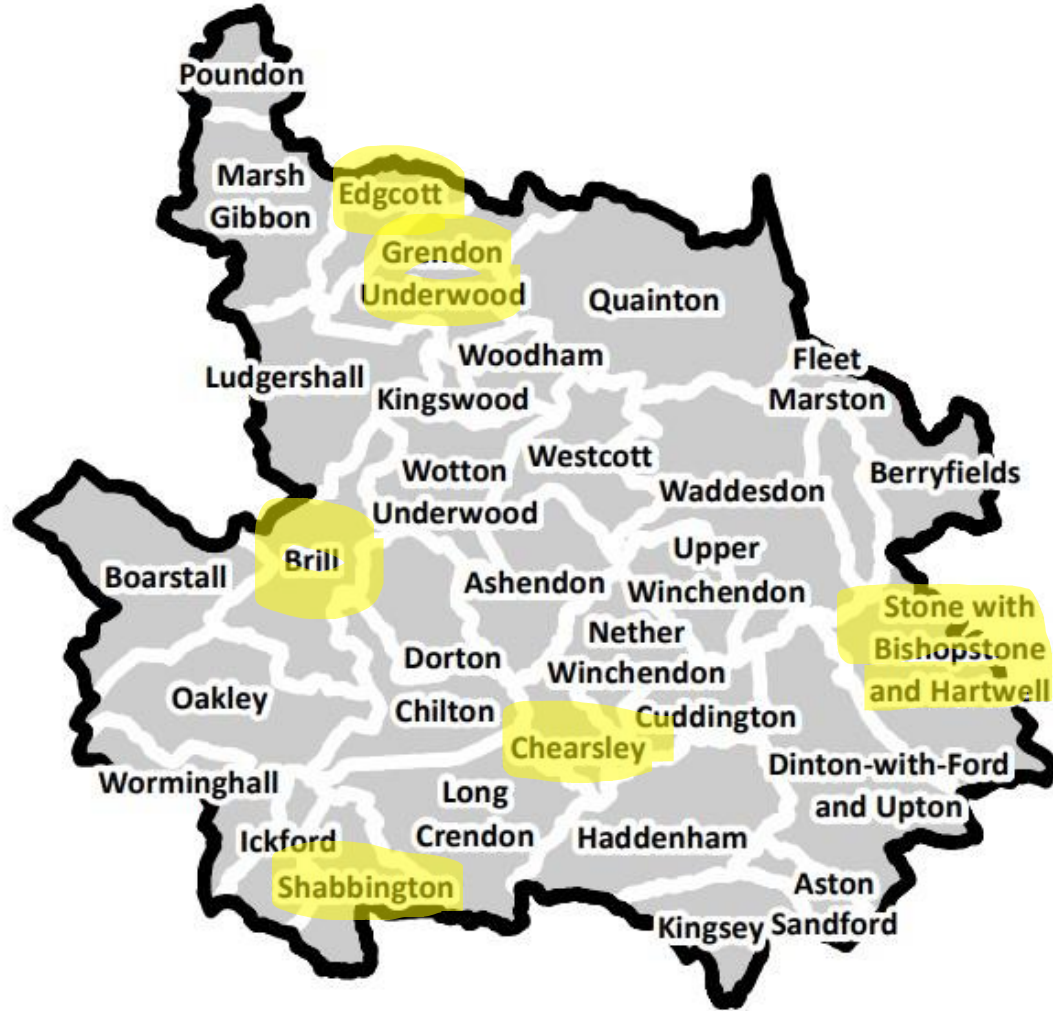 Poundon
Marsh
Gibbon
Edgcott
Grendon
Underwood
Quainton
Ludgershall
Woodham
Kingswood
Fleet
Marston
Wotton
Underwood
Westcott
Waddesdon
Berryfields
Boarstall
Brill
Ashendon
Upper
Winchendon
Nether
Winchendon
Stone with
Bishopstone
and Hartwell
Dorton
Oakley
Chilton
Cuddington
Chearsley
Worminghall
Long
Crendon
Dinton-with-Ford
and Upton
Ickford
Haddenham
Shabbington
Aston
Sandford
Kingsey